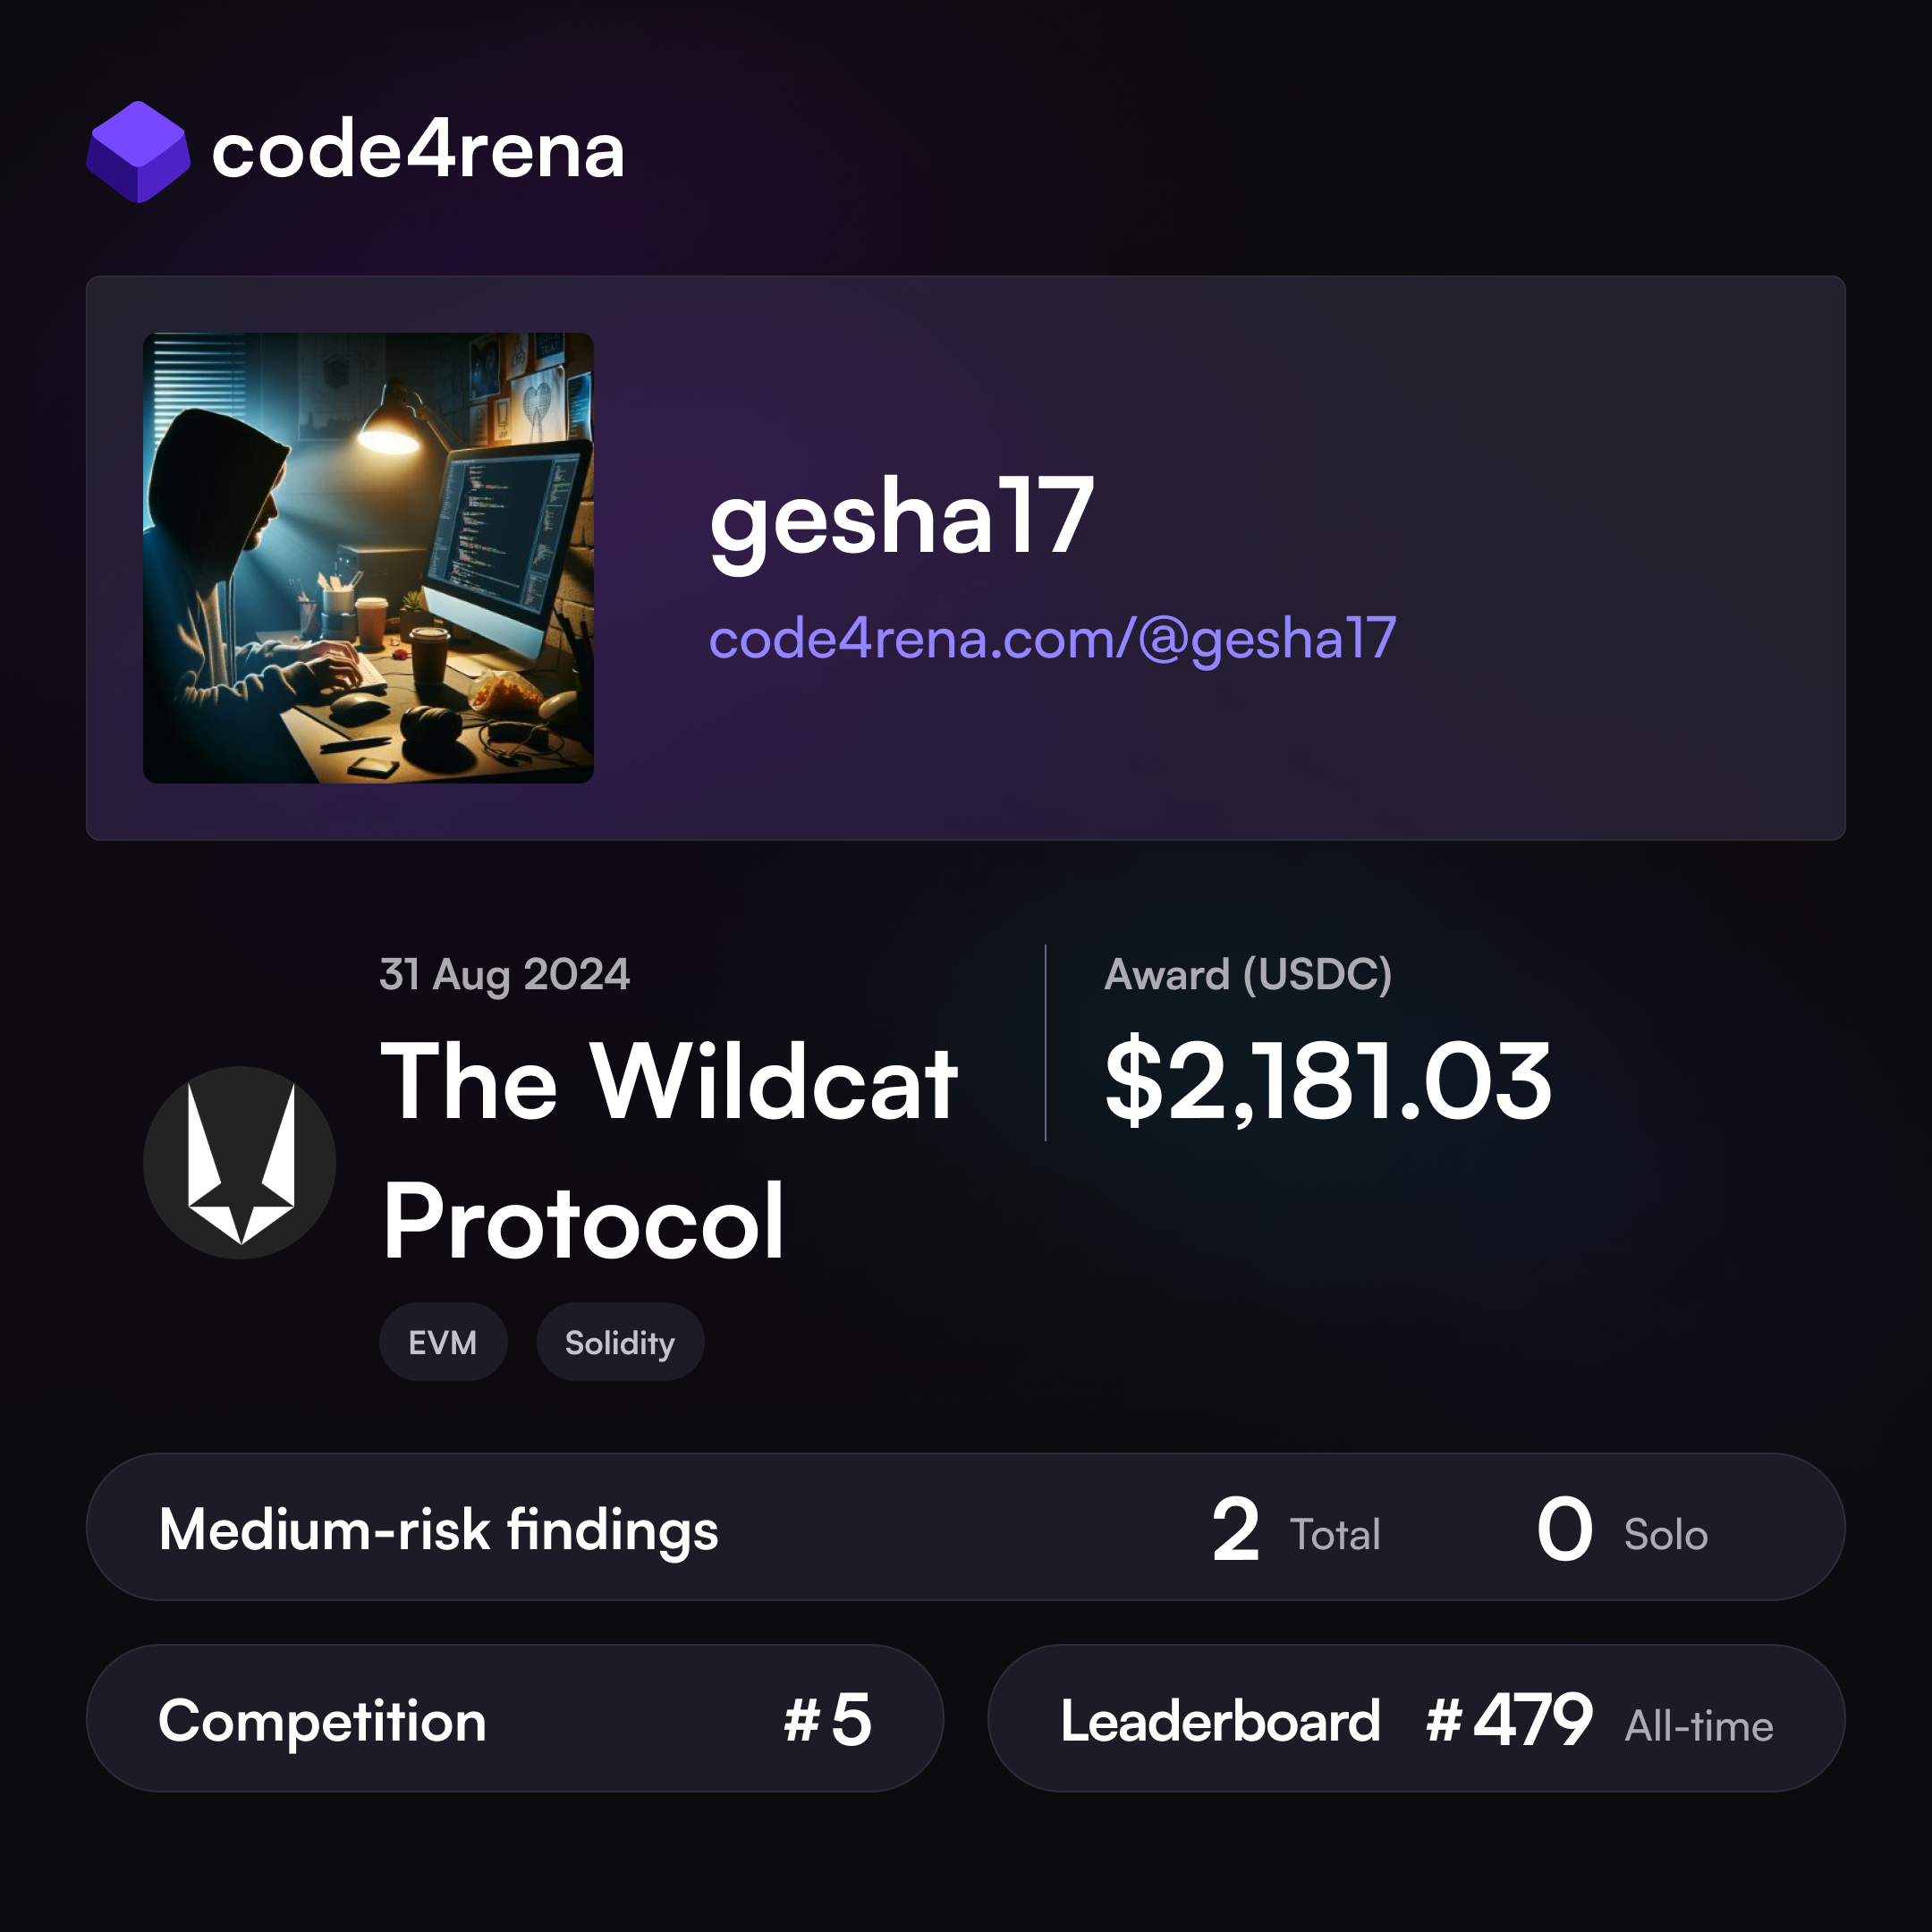 code4rena
gesha17
code4rena.com/@gesha17
31 Aug 2024
The Wildcat
Protocol
EVM Solidity
Award (USDC)
$2,181.03
Medium-risk findings 2 Total 0 Solo
Competition #5
Leaderboard #479 All-time